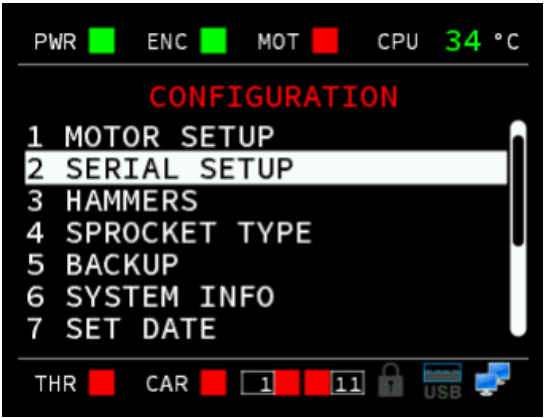 PWR ENC MOT CPU 34 °C
CONFIGURATION
1 MOTOR SETUP
2 SERIAL SETUP
3 HAMMERS
4 SPROCKET TYPE
5 BACKUP
6 SYSTEM INFO
7 SET DATE
THR CAR 1 11 USB